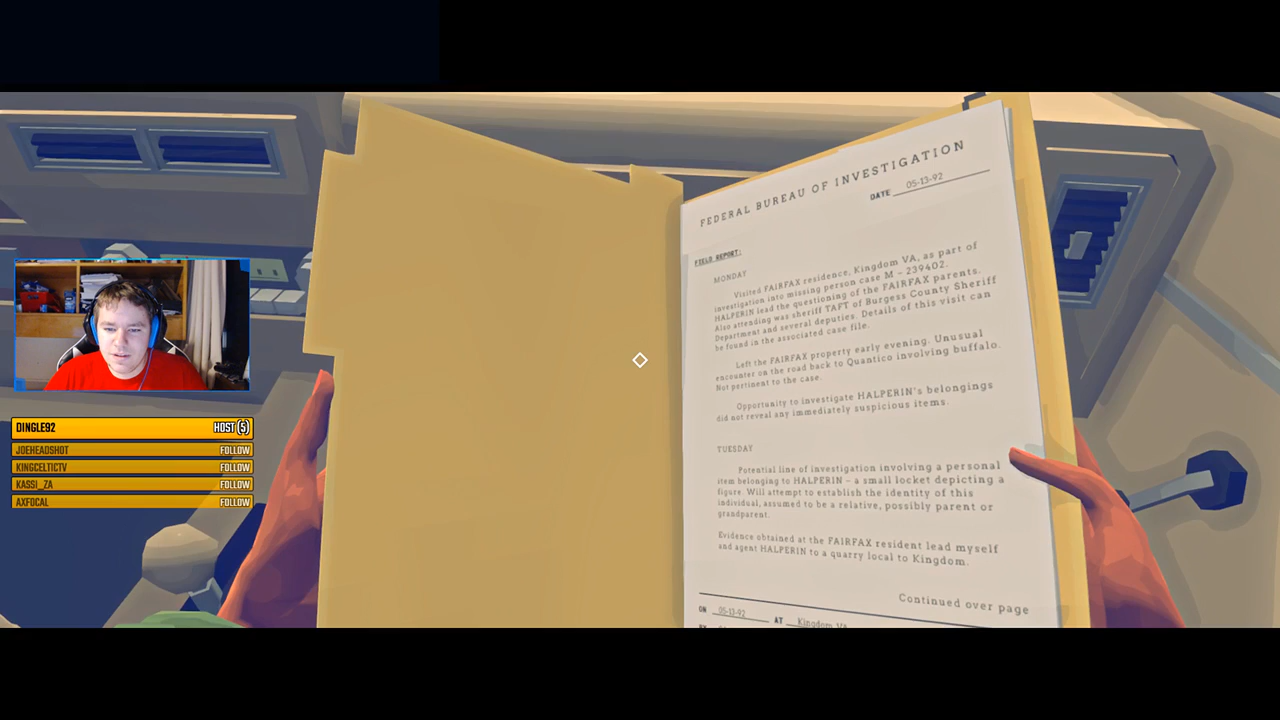 FEDERAL BUREAU OF INVESTIGATION
DATE 05-13-92
FIELD REPORT:
MONDAY
Visited FAIRFAX residence, Kingdom VA, as part of
investigation into missing person case M - 239402.
HALPERIN lead the questioning of the FAIRFAX parents.
Also attending was sheriff TAFT of Burgess County Sheriff
Department and several deputies. Details of this visit can
be found in the associated case file.
Left the FAIRFAX property early evening. Unusual
encounter on the road back to Quantico involving buffalo.
Not pertinent to the case.
Opportunity to investigate HALPERIN's belongings
did not reveal any immediately suspicious items.
TUESDAY
Potential line of investigation involving a personal
item belonging to HALPERIN – a small locket depicting a
figure. Will attempt to establish the identity of this
individual, assumed to be a relative, possibly parent or
grandparent.
Evidence obtained at the FAIRFAX resident lead myself
and agent HALPERIN to a quarry local to Kingdom.
Continued over page
ON 05-13-92 AT Kingdom VA
DINGLE92 HOST (5)
JOEHEADSHOT FOLLOW
KINGCELTICTV FOLLOW
KASSI_ZA FOLLOW
AXFOCAL FOLLOW